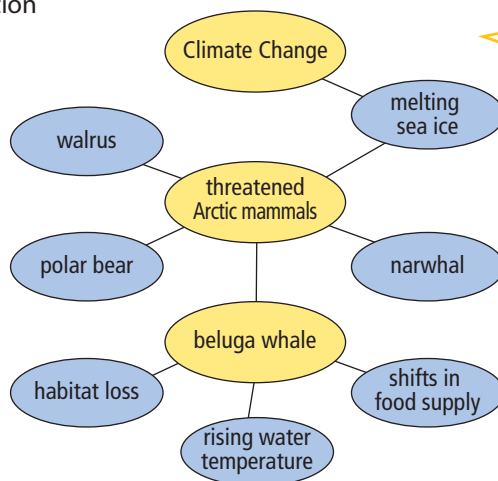 Climate Change
melting
sea ice
walrus
threatened
Arctic mammals
polar bear
narwhal
beluga whale
habitat loss
shifts in
food supply
rising water
temperature